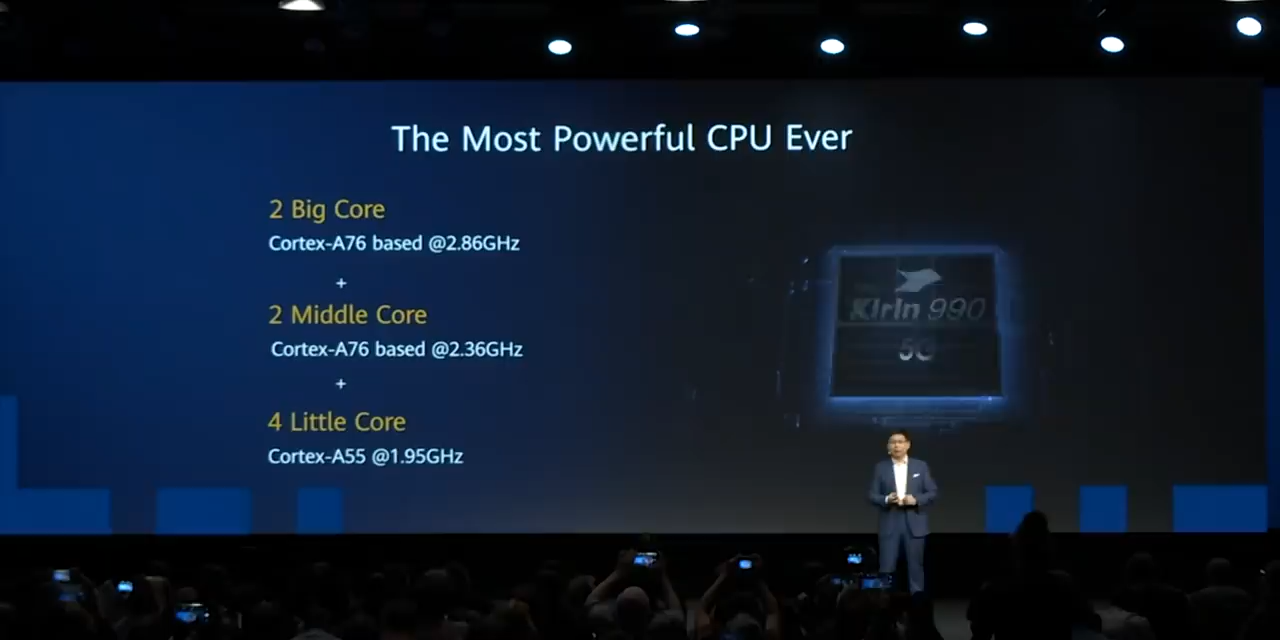 The Most Powerful CPU Ever
2 Big Core
Cortex-A76 based @2.86GHz
+
2 Middle Core
Cortex-A76 based @2.36GHz
+
4 Little Core
Cortex-A55 @1.95GHz
Kirin 990
5G